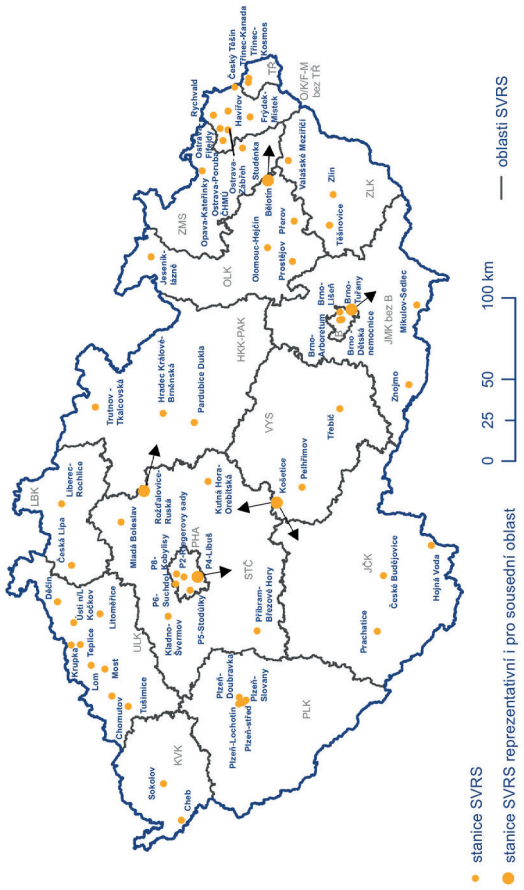 LBK
Děčín
Česká Lípa
Liberec-
Rochlice
Trutnov -
Tkalcovská
Krupka
Ústí n/L
Kočkov
Teplice
Lom
Litoměřice
Most
Chomutov
Tušimice
ULK
Mladá Boleslav
Rožďalovice-
Ruská
Hradec Králové-
Brněnská
Pardubice Dukla
HKK-PAK
Jeseník-
lázně
ZMS
OLK
Opava-Kateřinky
Ostrava-
Fifejdy
Rychvald
Ostrava-Poruba
ČHMÚ
Ostrava-
Zábřeh
Český Těšín
Třinec-Kanada
Třinec-
Kosmos
TŘ
Havířov
Frýdek-
Místek
O/K/F-M
bez TŘ
Studénka
Bělotín
Valašské Meziříčí
Olomouc-Hejčín
Přerov
Prostějov
Zlín
Těšnovice
ZLK
Sokolov
Cheb
KVK
P8-
Kobylisy
P6-
Suchdol
Kladno-
Švermov
P2-Riegerovy sady
PHA
P4-Libuš
P5-Stodůlky
Kutná Hora-
Orebitská
STČ
Příbram-
Březové Hory
Plzeň-
Doubravka
Plzeň-Lochotín
Plzeň-střed
Plzeň-
Slovany
PLK
Košetice
Pelhřimov
VYS
Třebíč
Brno-
Líšeň
Brno-
Arboretum
Brno-
Tuřany
B
Brno -
Dětská
nemocnice
JMK bez B
Mikulov-Sedlec
Znojmo
JČK
České Budějovice
Prachatice
Hojná Voda
0 25 50 100 km
stanice SVRS
oblasti SVRS
stanice SVRS reprezentativní i pro sousední oblast